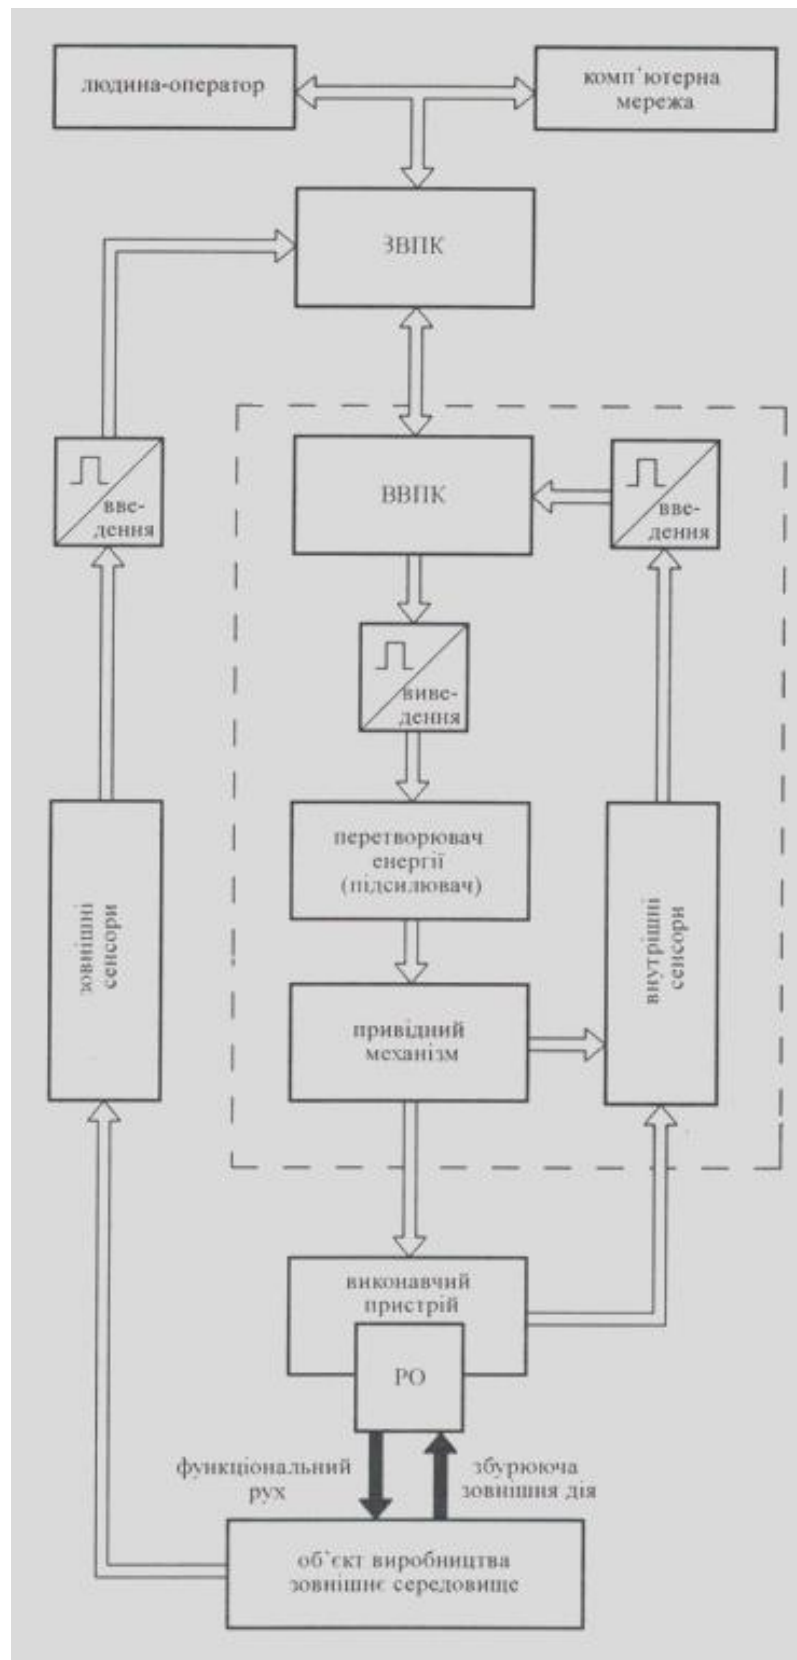 людина-оператор
комп'ютерна
мережа
ЗВПК
вве-
дення
ВВПК
вве-
дення
виве-
дення
перетворювач
енергії
(підсилювач)
зовнішні
сенсори
внутрішні
сенсори
привідний
механізм
виконавчий
пристрій
РО
функціональний
рух
збурююча
зовнішня дія
об'єкт виробництва
зовнішнє середовище